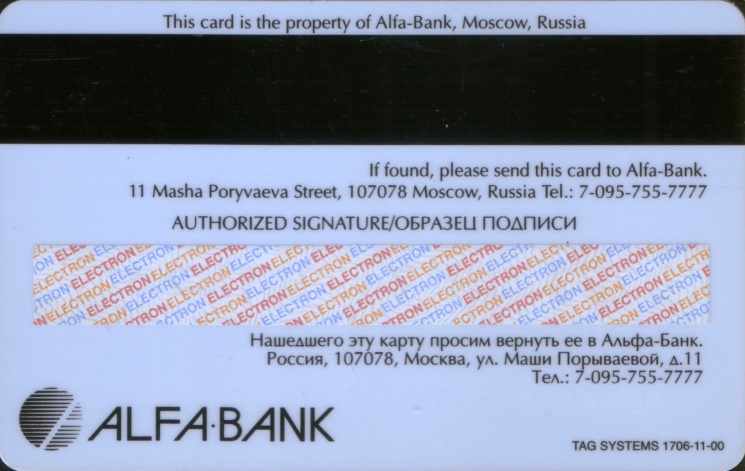 This card is the property of Alfa-Bank, Moscow, Russia
If found, please send this card to Alfa-Bank.
11 Masha Poryvaeva Street, 107078 Moscow, Russia Tel.: 7-095-755-7777
AUTHORIZED SIGNATURE/ОБРАЗЕЦ ПОДПИСИ
ELECTRON ELECTRON ELECTRON ELECTRON ELECTRON
Нашедшего эту карту просим вернуть ее в Альфа-Банк.
Россия, 107078, Москва, ул. Маши Порываевой, д.11
Тел.: 7-095-755-7777
ALFA·BANK
TAG SYSTEMS 1706-11-00